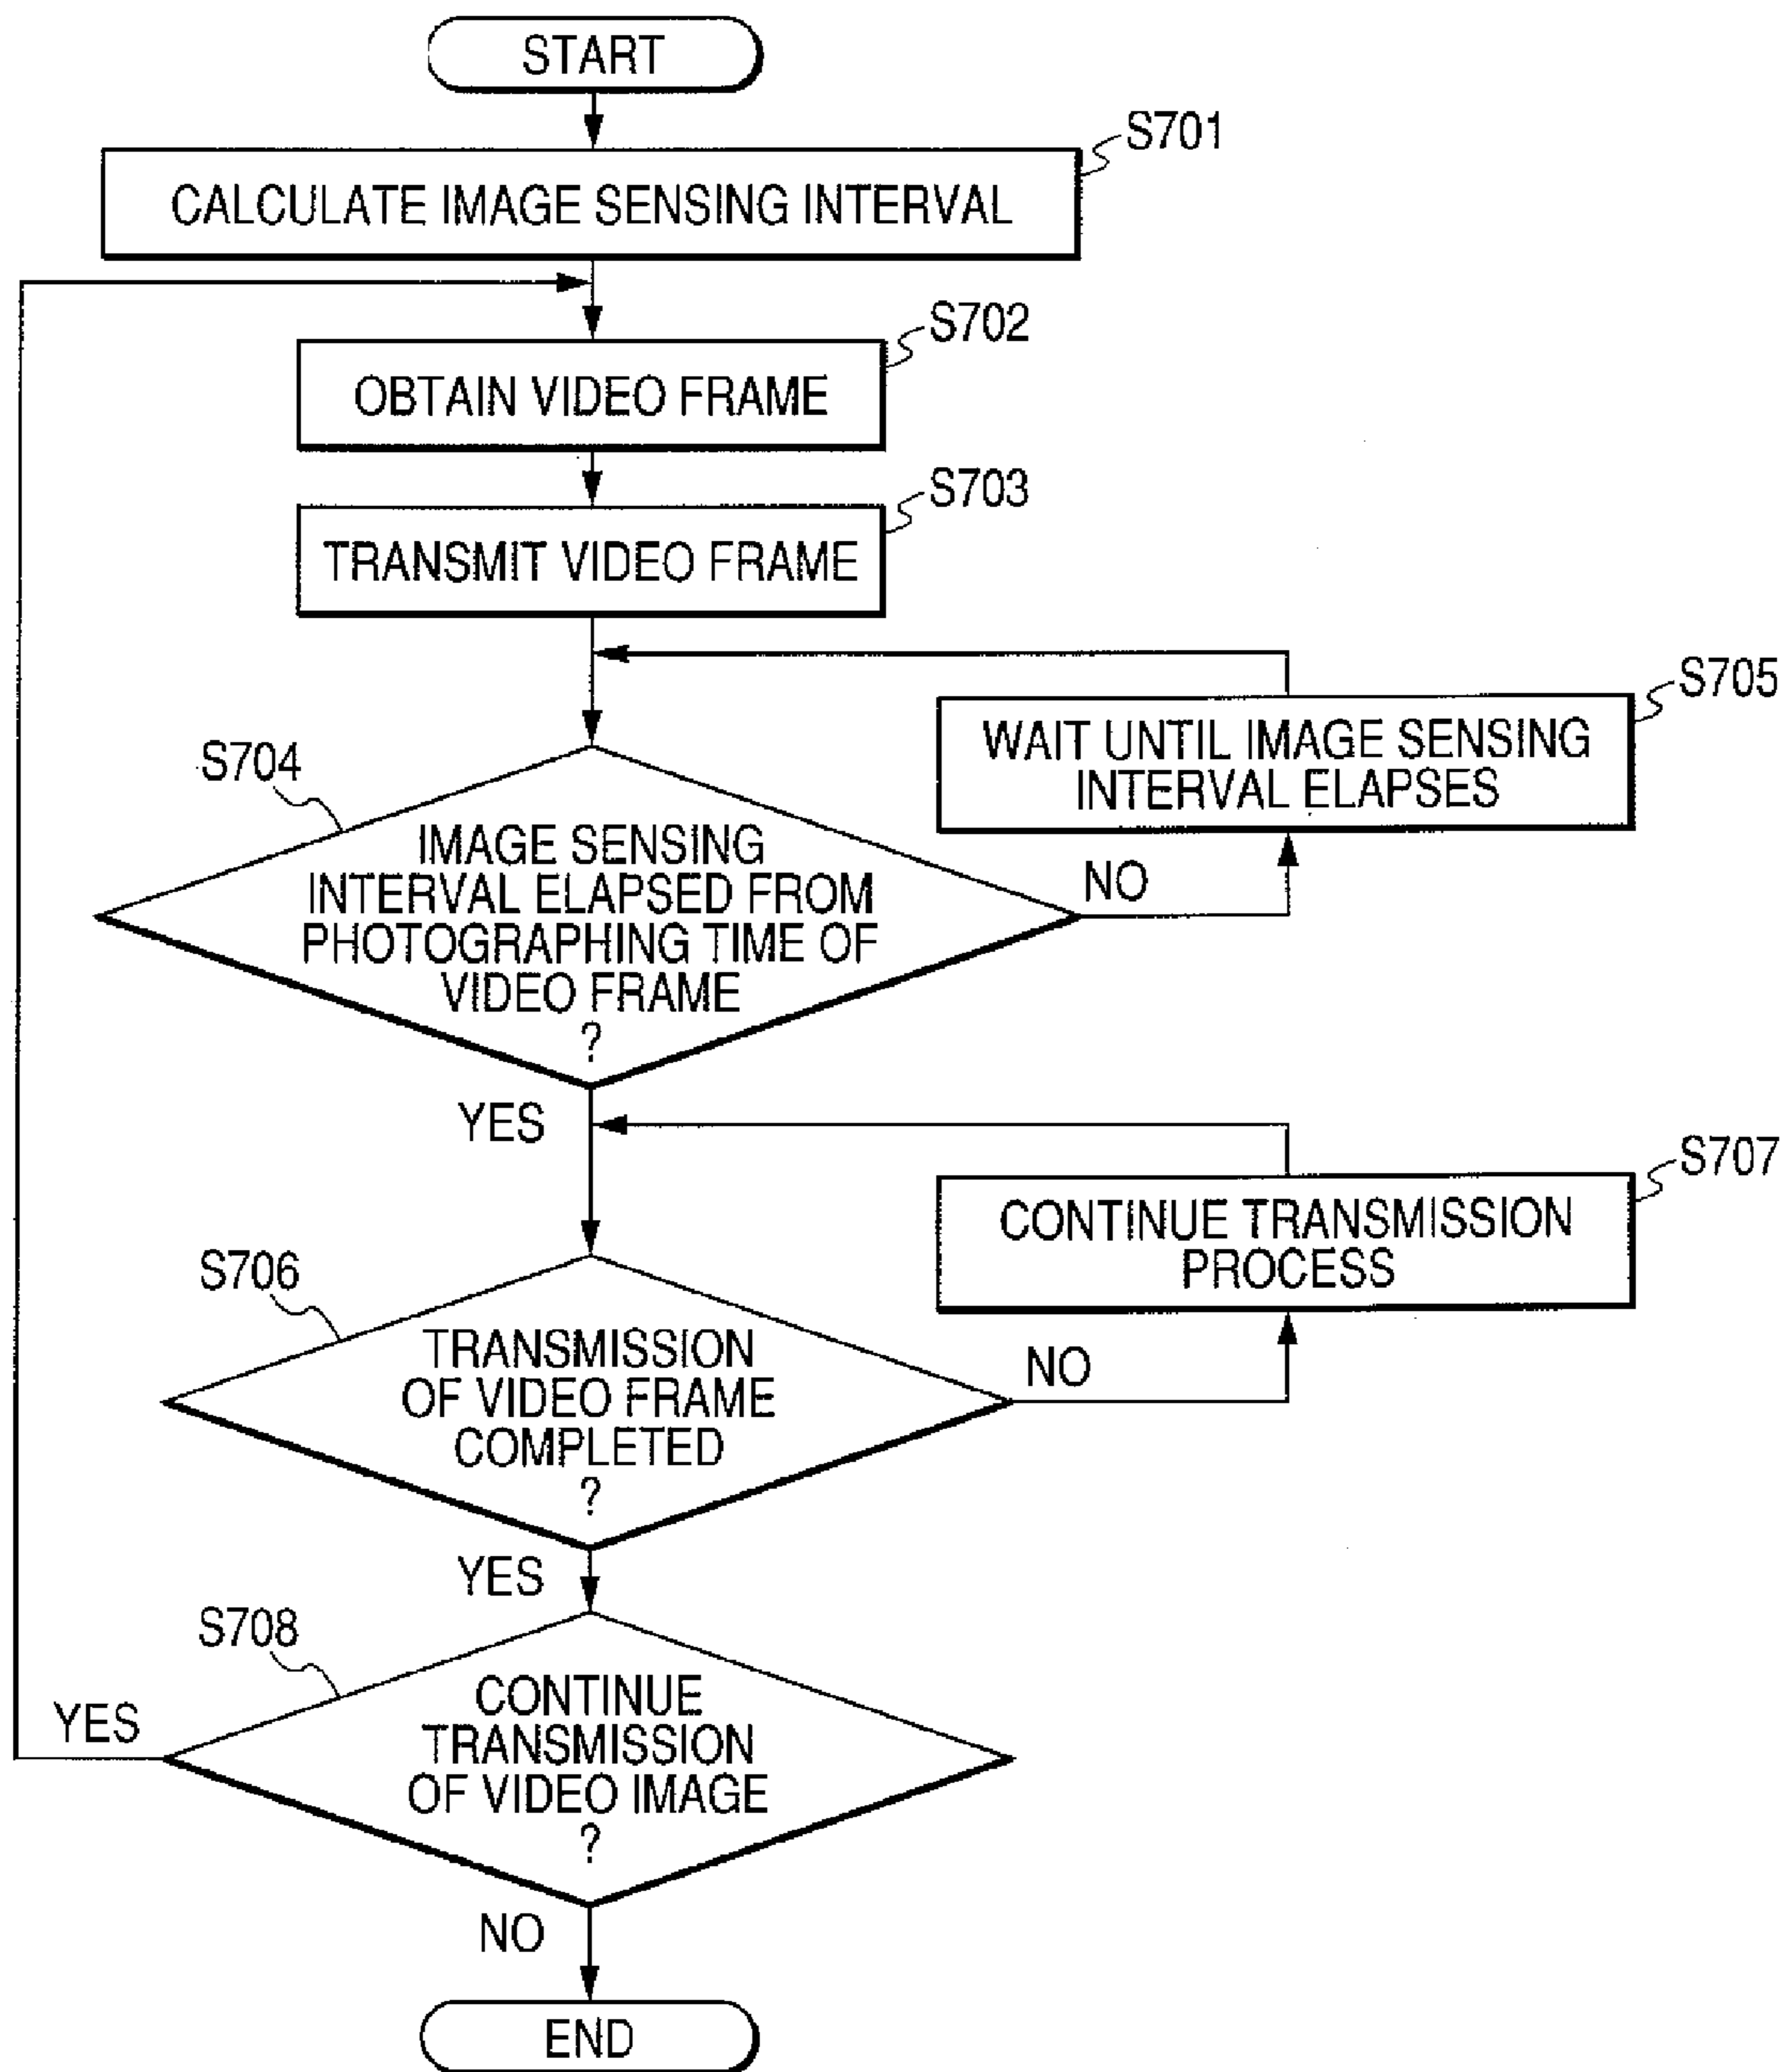 START
S701
CALCULATE IMAGE SENSING INTERVAL
S702
OBTAIN VIDEO FRAME
S703
TRANSMIT VIDEO FRAME
S705
WAIT UNTIL IMAGE SENSING
INTERVAL ELAPSES
S704
IMAGE SENSING
INTERVAL ELAPSED FROM
PHOTOGRAPHING TIME OF
VIDEO FRAME
?
NO
YES
S707
CONTINUE TRANSMISSION
PROCESS
S706
TRANSMISSION
OF VIDEO FRAME
COMPLETED
?
NO
YES
S708
CONTINUE
TRANSMISSION
OF VIDEO IMAGE
?
YES
NO
END